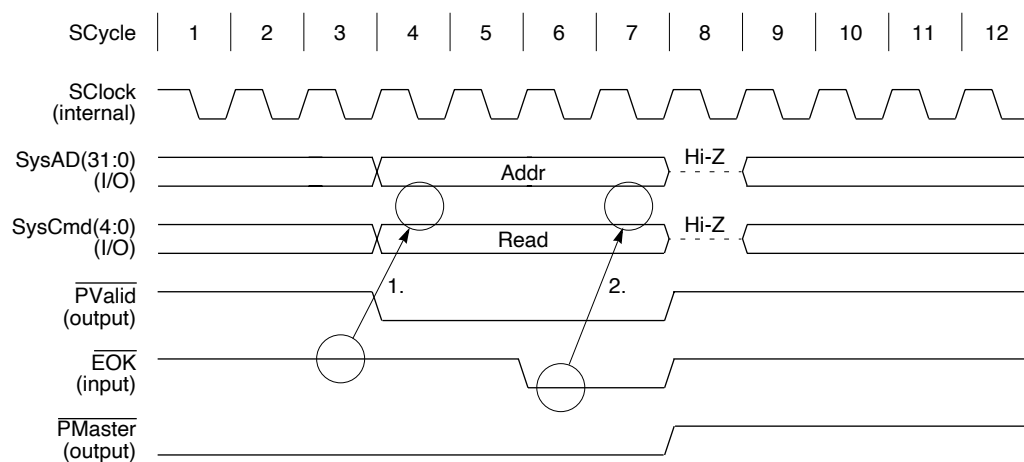 SCycle 1 2 3 4 5 6 7 8 9 10 11 12
SClock
(internal)
SysAD(31:0)
(I/O)
Addr
Hi-Z
SysCmd(4:0)
(I/O)
Read
Hi-Z
1.
2.
PValid
(output)
EOK
(input)
PMaster
(output)